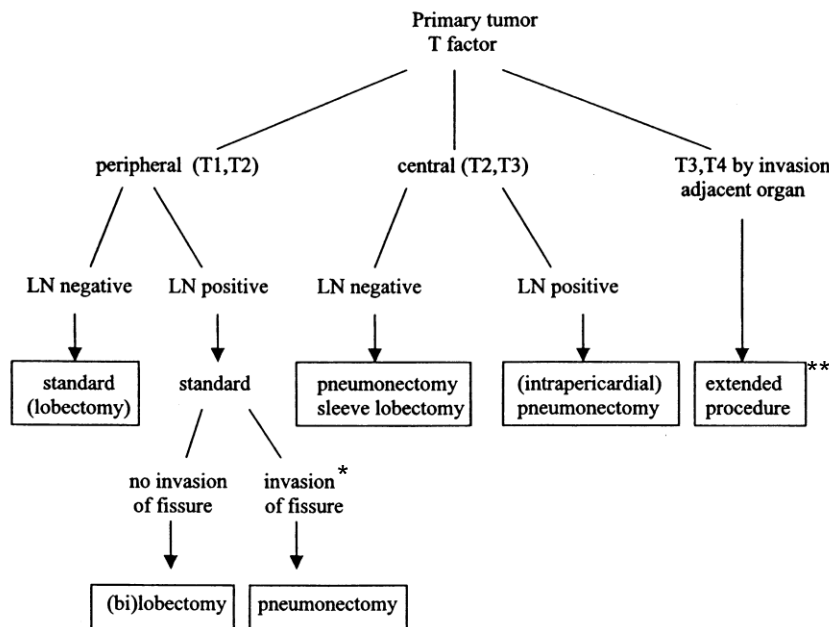 Primary tumor
T factor
peripheral (T1,T2)
central (T2,T3)
T3,T4 by invasion
adjacent organ
LN negative
LN positive
LN negative
LN positive
standard
(lobectomy)
standard
pneumonectomy
sleeve lobectomy
(intrapericardial)
pneumonectomy
extended **
procedure
no invasion
of fissure
invasion *
of fissure
(bi)lobectomy
pneumonectomy